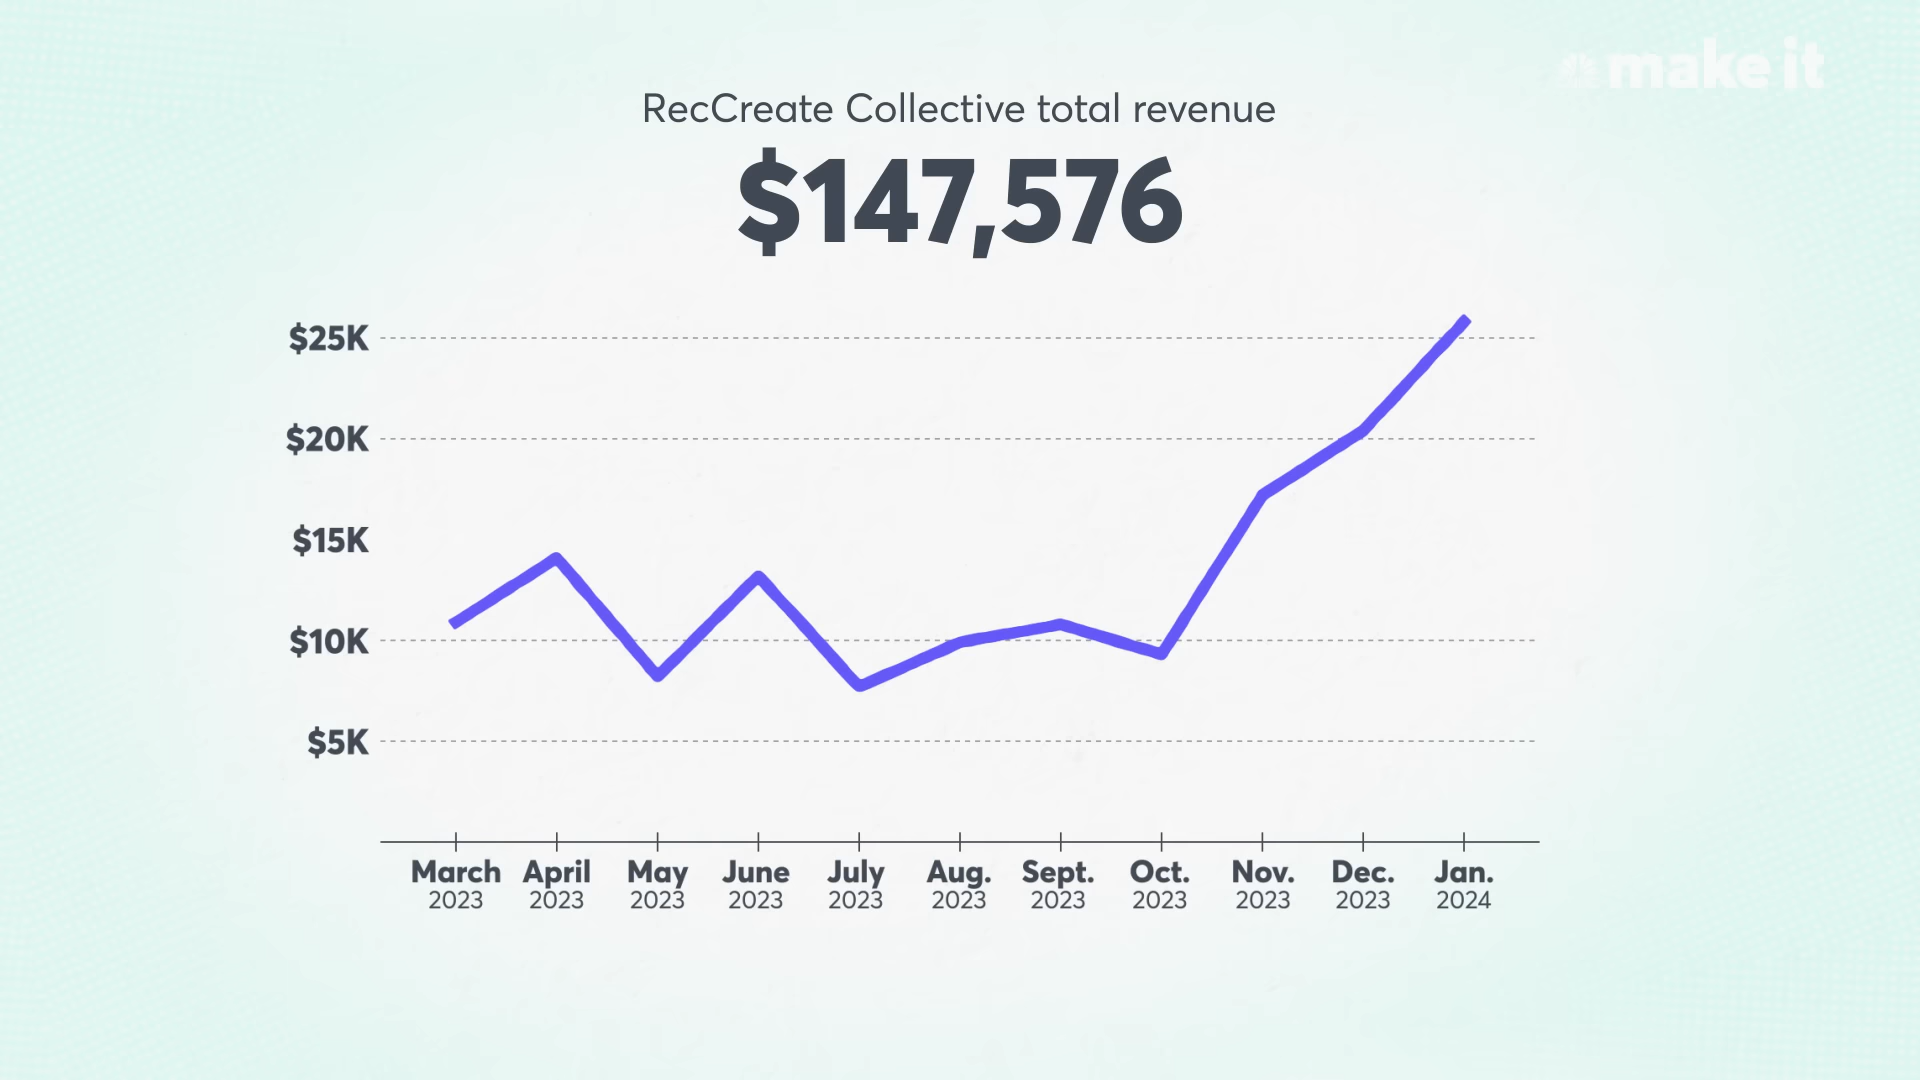 make it
RecCreate Collective total revenue
$147,576
$25K
$20K
$15K
$10K
$5K
March April May June July Aug. Sept. Oct. Nov. Dec. Jan.
2023 2023 2023 2023 2023 2023 2023 2023 2023 2023 2024